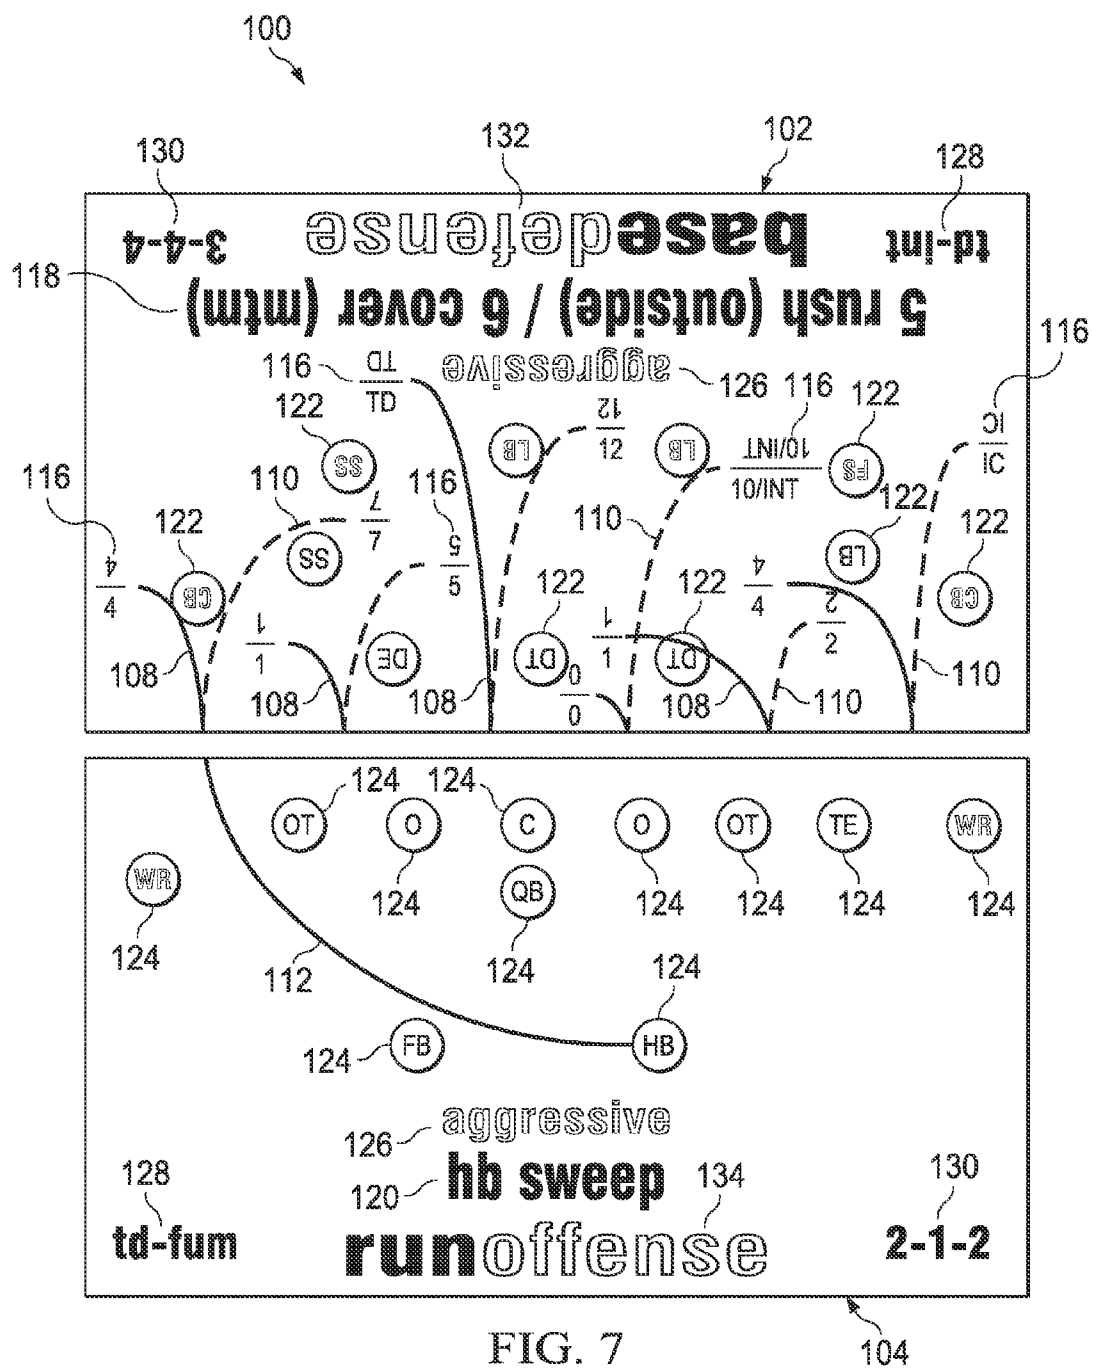 100
130
132
102
128
3-4-4
basedefense
td-int
118
5 rush (outside) / 6 cover (mtm)
116
116
TD
TD
aggressive
126
116
122
122
SS
LB
12
12
LB
10/INT
10/INT
FS
IC
IC
116
110
116
110
122
122
122
7
7
SS
5
5
LB
4
4
CB
4
4
CB
122
122
2
2
1
1
1
1
DE
DT
DT
0
0
108
108
108
108
110
110
124
124
OT
O
C
O
OT
TE
WR
WR
QB
124
124
124
124
124
124
124
112
124
124
FB
HB
aggressive
126
hb sweep
128
120
134
130
td-fum
runoffense
2-1-2
104
FIG. 7